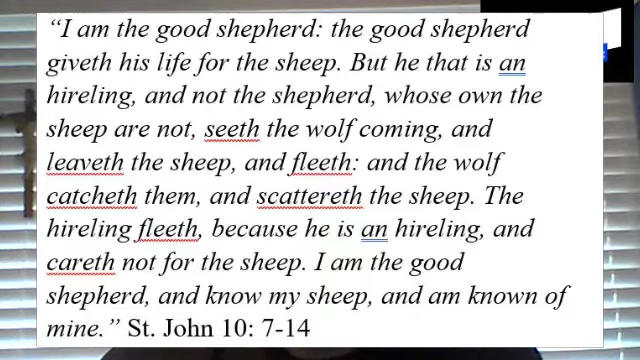 “I am the good shepherd: the good shepherd
giveth his life for the sheep. But he that is an
hireling, and not the shepherd, whose own the
sheep are not, seeth the wolf coming, and
leaveth the sheep, and fleeth: and the wolf
catcheth them, and scattereth the sheep. The
hireling fleeth, because he is an hireling, and
careth not for the sheep. I am the good
shepherd, and know my sheep, and am known of
mine.” St. John 10: 7-14